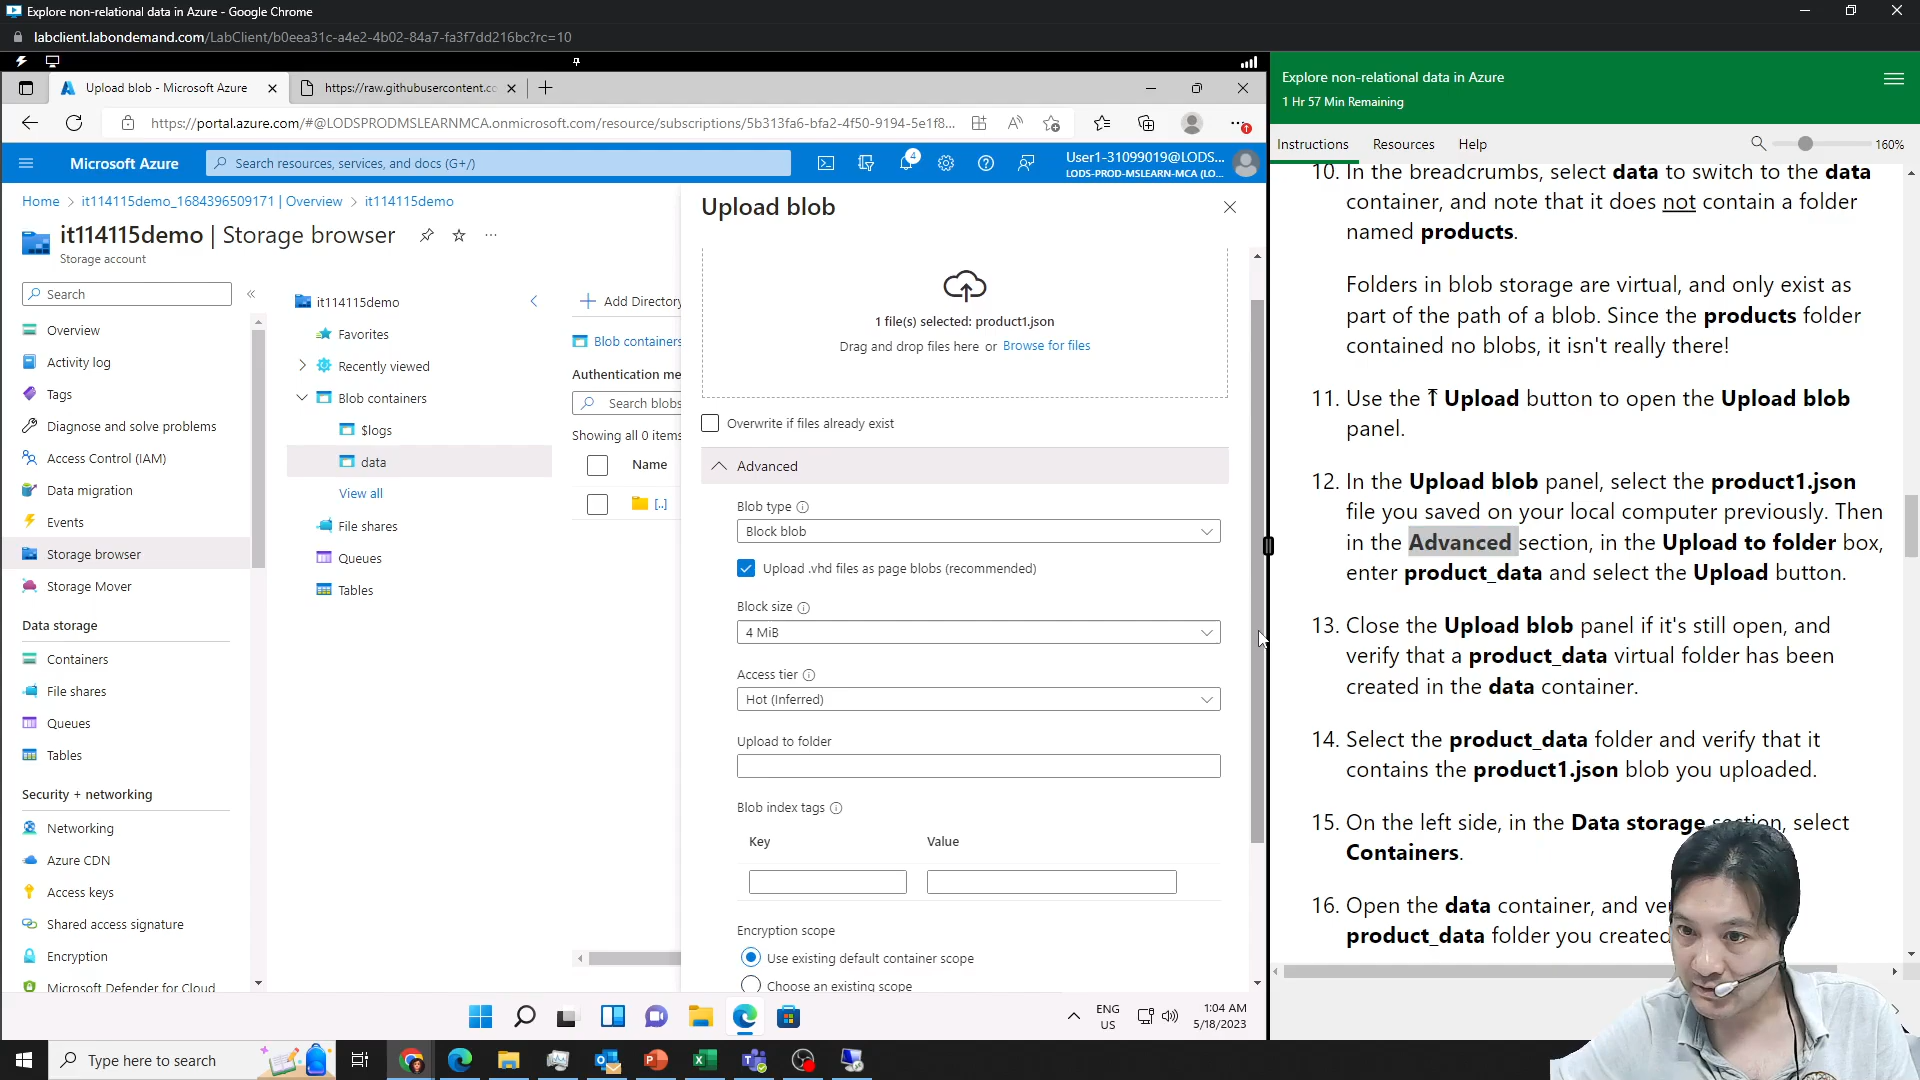 Explore non-relational data in Azure - Google Chrome
labclient.labondemand.com/LabClient/b0eea31c-a4e2-4b02-84a7-fa3f7dd216bc?rc=10
Upload blob - Microsoft Azure
https://raw.githubusercontent.cc
https://portal.azure.com/#@LODSPRODMSLEARNMCA.onmicrosoft.com/resource/subscriptions/5b313fa6-bfa2-4f50-9194-5e1f8...
Microsoft Azure
Search resources, services, and docs (G+/)
4
User1-31099019@LODS...
LODS-PROD-MSLEARN-MCA (LO...
Home > it114115demo_1684396509171 | Overview > it114115demo
it114115demo | Storage browser
Storage account
Search
Overview
Activity log
Tags
Diagnose and solve problems
Access Control (IAM)
Data migration
Events
Storage browser
Storage Mover
Data storage
Containers
File shares
Queues
Tables
Security + networking
Networking
Azure CDN
Access keys
Shared access signature
Encryption
Microsoft Defender for Cloud
it114115demo
Favorites
Recently viewed
Blob containers
$logs
data
View all
File shares
Queues
Tables
Add Directory
Blob containers
Authentication me
Search blobs
Showing all 0 items
Name
[..]
Upload blob
1 file(s) selected: product1.json
Drag and drop files here or Browse for files
Overwrite if files already exist
Advanced
Blob type
Block blob
Upload .vhd files as page blobs (recommended)
Block size
4 MiB
Access tier
Hot (Inferred)
Upload to folder
Blob index tags
Key Value
Encryption scope
Use existing default container scope
Choose an existing scope
ENG
US
1:04 AM
5/18/2023
Explore non-relational data in Azure
1 Hr 57 Min Remaining
Instructions Resources Help
160%
10. In the breadcrumbs, select data to switch to the data
container, and note that it does not contain a folder
named products.
Folders in blob storage are virtual, and only exist as
part of the path of a blob. Since the products folder
contained no blobs, it isn't really there!
11. Use the ⤒ Upload button to open the Upload blob
panel.
12. In the Upload blob panel, select the product1.json
file you saved on your local computer previously. Then
in the Advanced section, in the Upload to folder box,
enter product_data and select the Upload button.
13. Close the Upload blob panel if it's still open, and
verify that a product_data virtual folder has been
created in the data container.
14. Select the product_data folder and verify that it
contains the product1.json blob you uploaded.
15. On the left side, in the Data storage section, select
Containers.
16. Open the data container, and ve
product_data folder you created
Type here to search